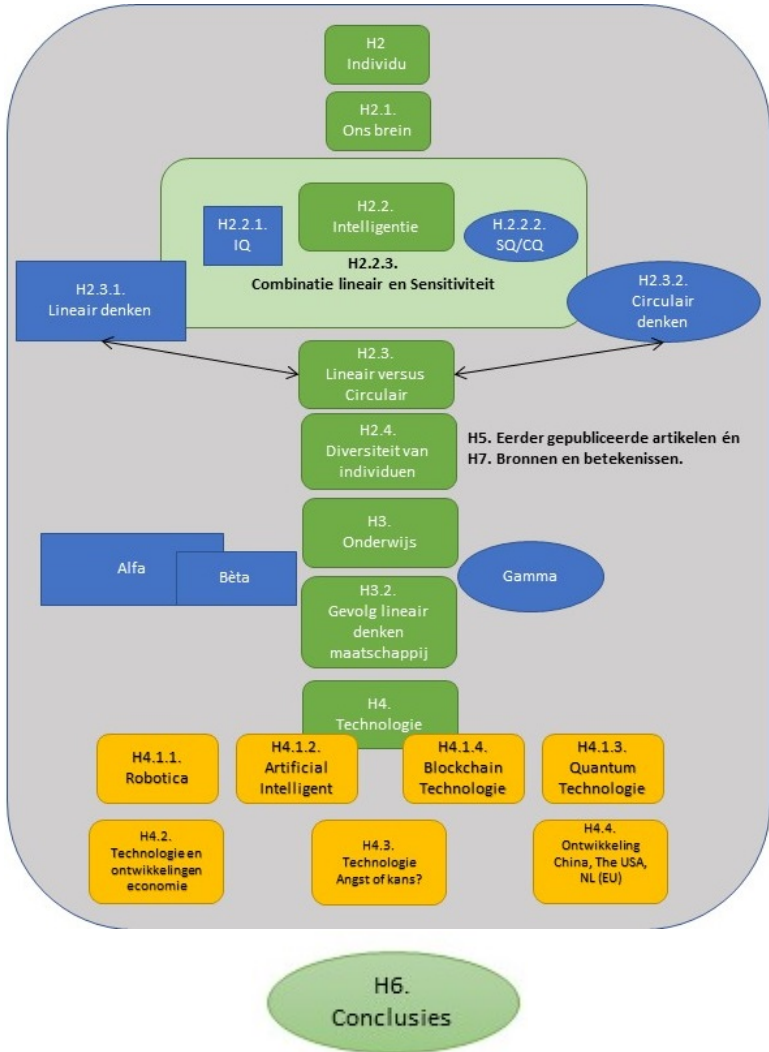 H2
Individu
H2.1.
Ons brein
H2.2.1.
IQ
H2.2.
Intelligentie
H.2.2.2.
SQ/CQ
H2.2.3.
Combinatie lineair en Sensitiviteit
H2.3.1.
Lineair denken
H2.3.2.
Circulair
denken
H2.3.
Lineair versus
Circulair
H2.4.
Diversiteit van
individuen
H5. Eerder gepubliceerde artikelen én
H7. Bronnen en betekenissen.
H3.
Onderwijs
Alfa
Bèta
Gamma
H3.2.
Gevolg lineair
denken
maatschappij
H4.
Technologie
H4.1.1.
Robotica
H4.1.2.
Artificial
Intelligent
H4.1.4.
Blockchain
Technologie
H4.1.3.
Quantum
Technologie
H4.2.
Technologie en
ontwikkelingen
economie
H4.3.
Technologie
Angst of kans?
H4.4.
Ontwikkeling
China, The USA,
NL (EU)
H6.
Conclusies